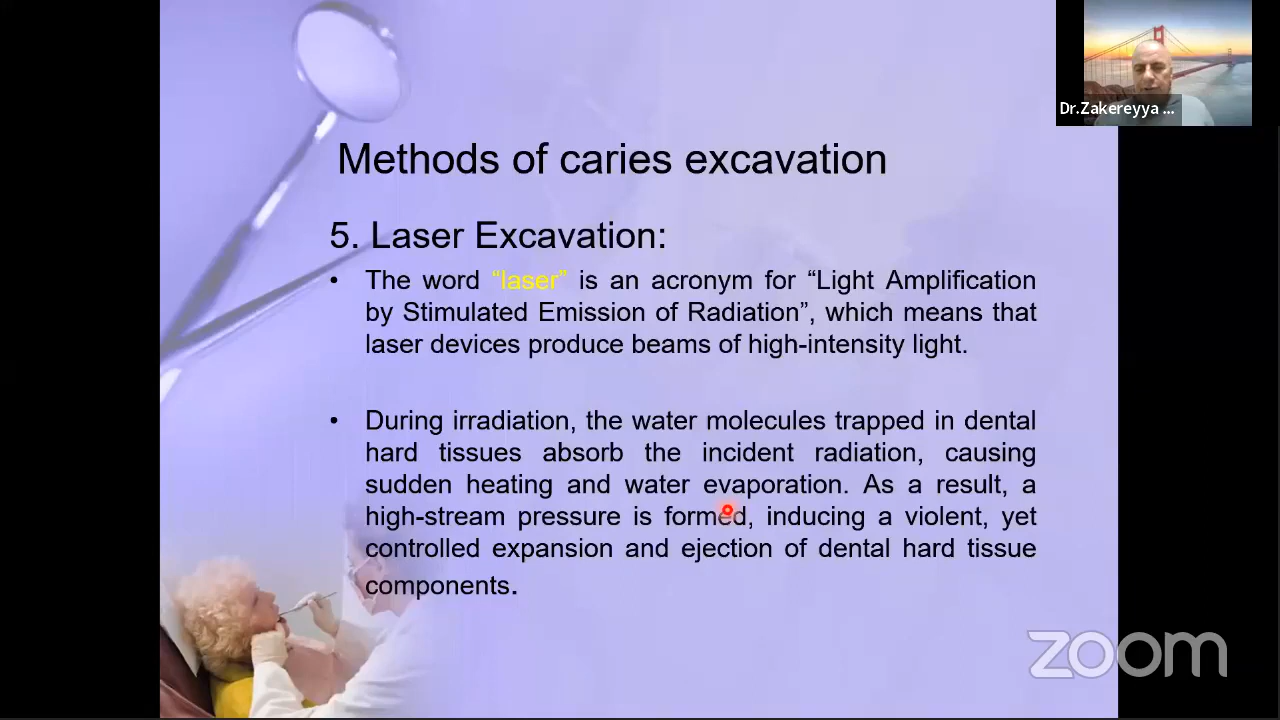 Dr.Zakereyya ...
Methods of caries excavation
5. Laser Excavation:
• The word “laser” is an acronym for “Light Amplification
by Stimulated Emission of Radiation”, which means that
laser devices produce beams of high-intensity light.
• During irradiation, the water molecules trapped in dental
hard tissues absorb the incident radiation, causing
sudden heating and water evaporation. As a result, a
high-stream pressure is formed, inducing a violent, yet
controlled expansion and ejection of dental hard tissue
components.
zoom